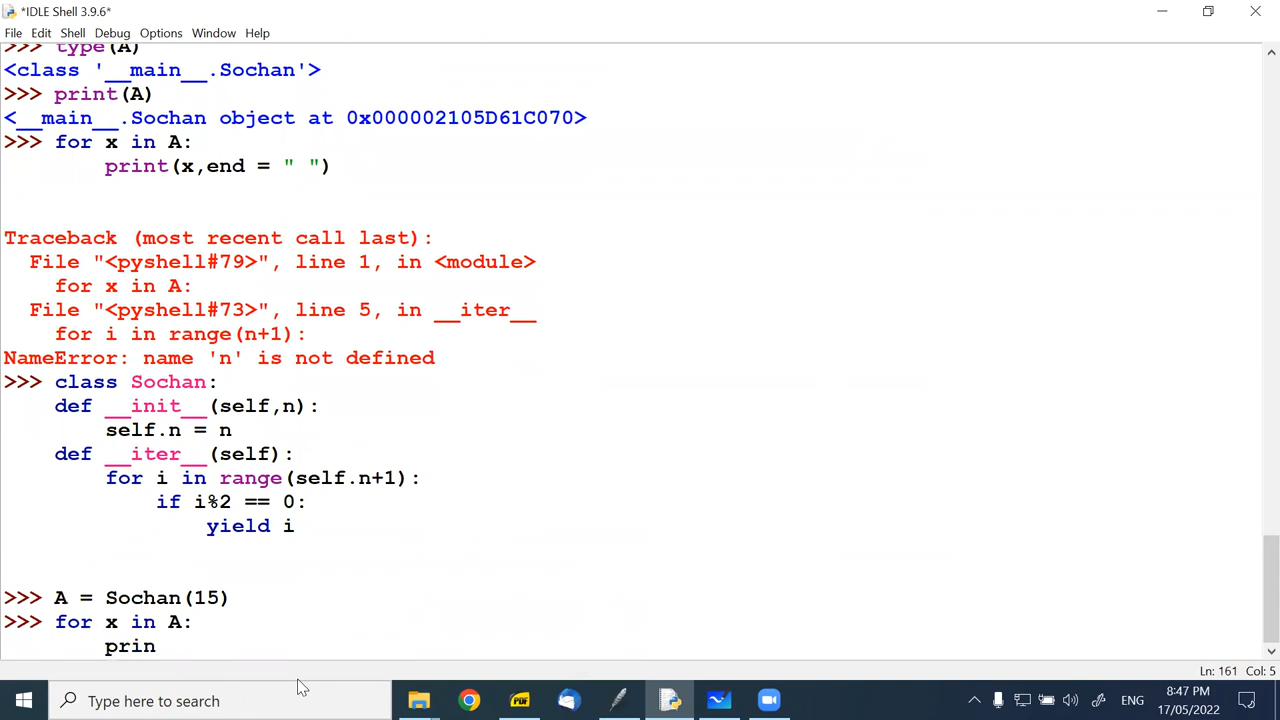 *IDLE Shell 3.9.6*
File Edit Shell Debug Options Window Help
>>> type(A)
<class '__main__.Sochan'>
>>> print(A)
<__main__.Sochan object at 0x000002105D61C070>
>>> for x in A:
        print(x,end = " ")
Traceback (most recent call last):
  File "<pyshell#79>", line 1, in <module>
    for x in A:
  File "<pyshell#73>", line 5, in __iter__
    for i in range(n+1):
NameError: name 'n' is not defined
>>> class Sochan:
    def __init__(self,n):
        self.n = n
    def __iter__(self):
        for i in range(self.n+1):
            if i%2 == 0:
                yield i
>>> A = Sochan(15)
>>> for x in A:
        prin
Ln: 161 Col: 5
Type here to search
PDF
ENG
8:47 PM
17/05/2022